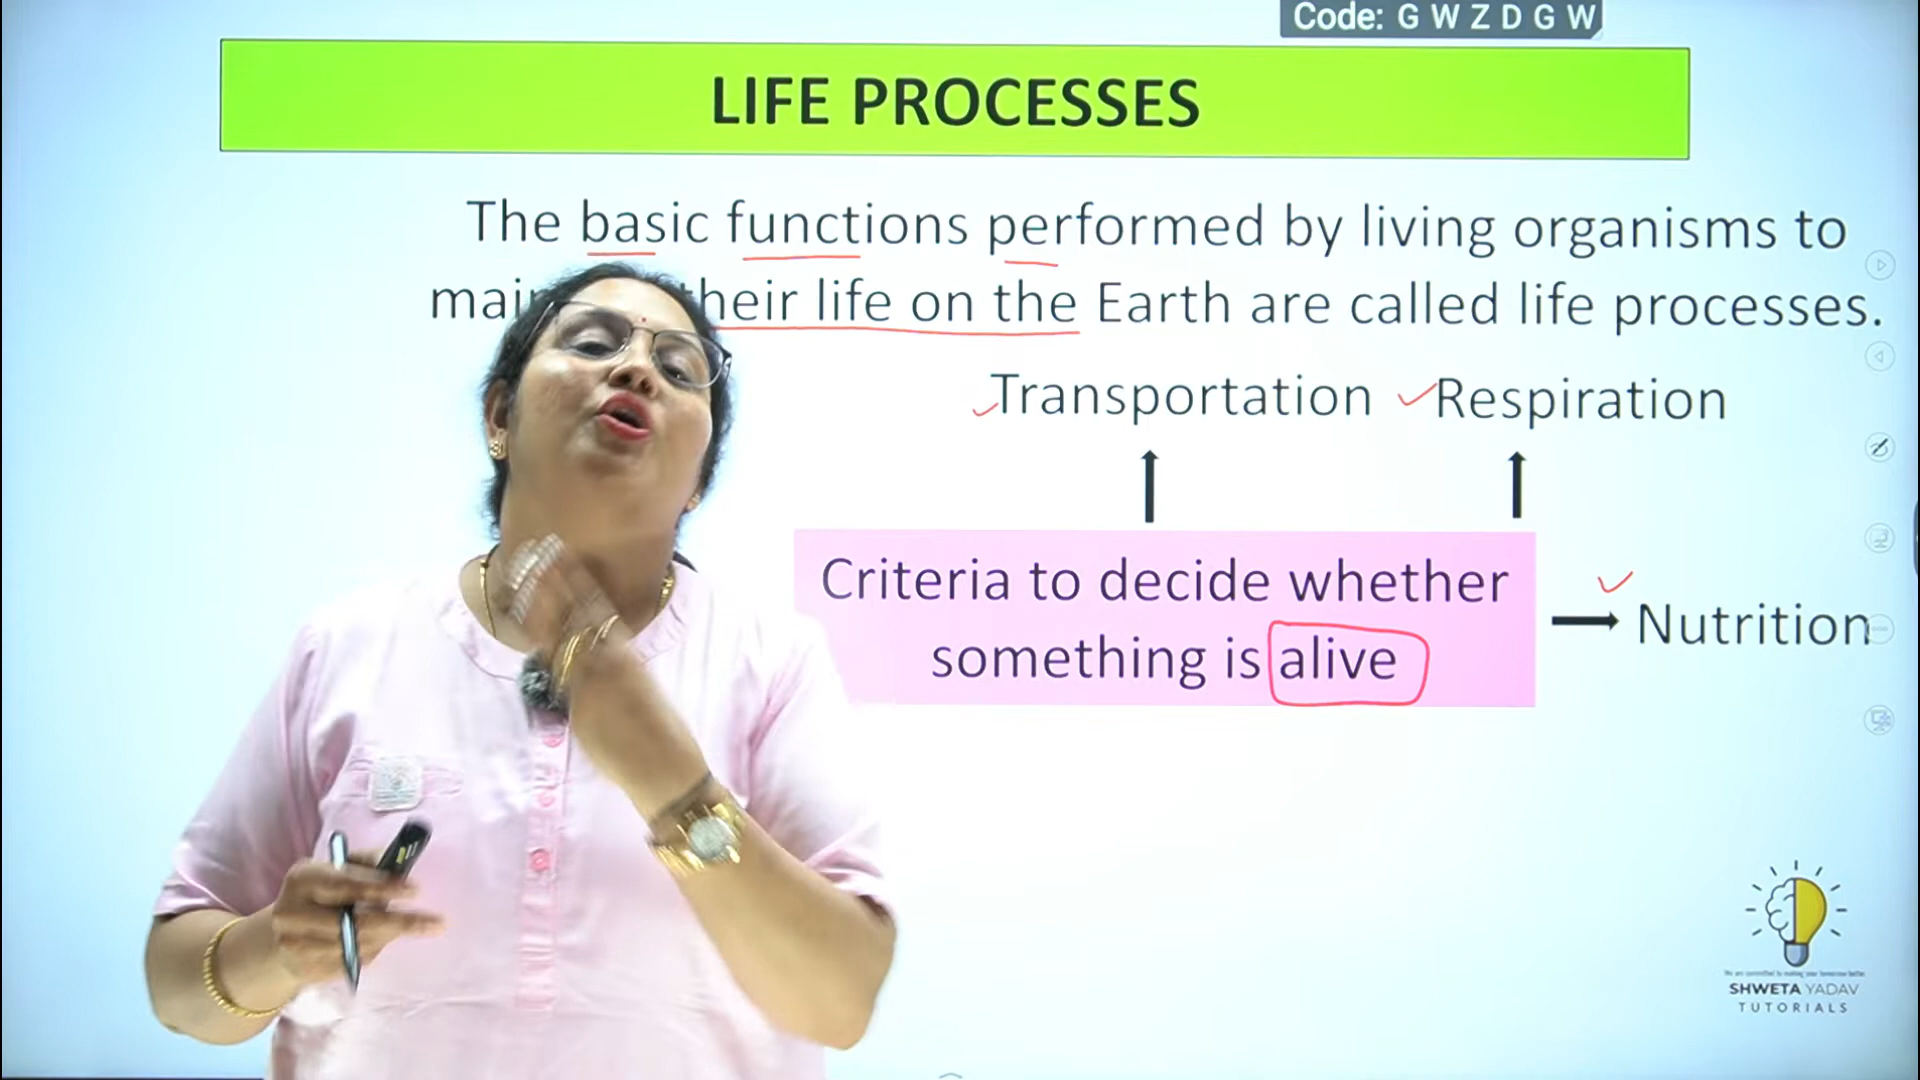 Code: G W Z D G W
LIFE PROCESSES
The basic functions performed by living organisms to
their life on the Earth are called life processes.
Transportation Respiration
Criteria to decide whether
something is alive
Nutrition
SHWETA YADAV
TUTORIALS